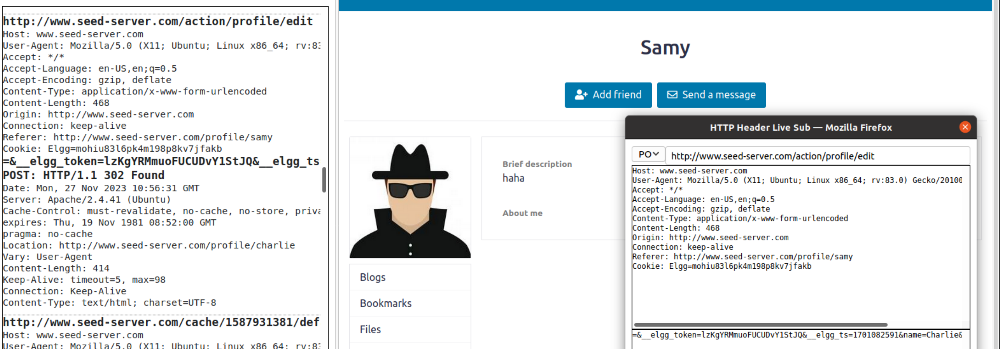 http://www.seed-server.com/action/profile/edit
Host: www.seed-server.com
User-Agent: Mozilla/5.0 (X11; Ubuntu; Linux x86_64; rv:83
Accept: */*
Accept-Language: en-US,en;q=0.5
Accept-Encoding: gzip, deflate
Content-Type: application/x-www-form-urlencoded
Content-Length: 468
Origin: http://www.seed-server.com
Connection: keep-alive
Referer: http://www.seed-server.com/profile/samy
Cookie: Elgg=mohiu83l6pk4m198p8kv7jfakb
=&__elgg_token=lzKgYRMmuoFUCUDvY1StJQ&__elgg_ts
POST: HTTP/1.1 302 Found
Date: Mon, 27 Nov 2023 10:56:31 GMT
Server: Apache/2.4.41 (Ubuntu)
Cache-Control: must-revalidate, no-cache, no-store, priva
expires: Thu, 19 Nov 1981 08:52:00 GMT
pragma: no-cache
Location: http://www.seed-server.com/profile/charlie
Vary: User-Agent
Content-Length: 414
Keep-Alive: timeout=5, max=98
Connection: Keep-Alive
Content-Type: text/html; charset=UTF-8
http://www.seed-server.com/cache/1587931381/def
Host: www.seed-server.com
User-Agent: Mozilla/5.0 (X11; Ubuntu; Linux x86_64; rv:83
Samy
Add friend
Send a message
Brief description
haha
About me
Blogs
Bookmarks
Files
HTTP Header Live Sub — Mozilla Firefox
PO
http://www.seed-server.com/action/profile/edit
Host: www.seed-server.com
User-Agent: Mozilla/5.0 (X11; Ubuntu; Linux x86_64; rv:83.0) Gecko/20100
Accept: */*
Accept-Language: en-US,en;q=0.5
Accept-Encoding: gzip, deflate
Content-Type: application/x-www-form-urlencoded
Content-Length: 468
Origin: http://www.seed-server.com
Connection: keep-alive
Referer: http://www.seed-server.com/profile/samy
Cookie: Elgg=mohiu83l6pk4m198p8kv7jfakb
=&__elgg_token=lzKgYRMmuoFUCUDvY1StJQ&__elgg_ts=1701082591&name=Charlie&